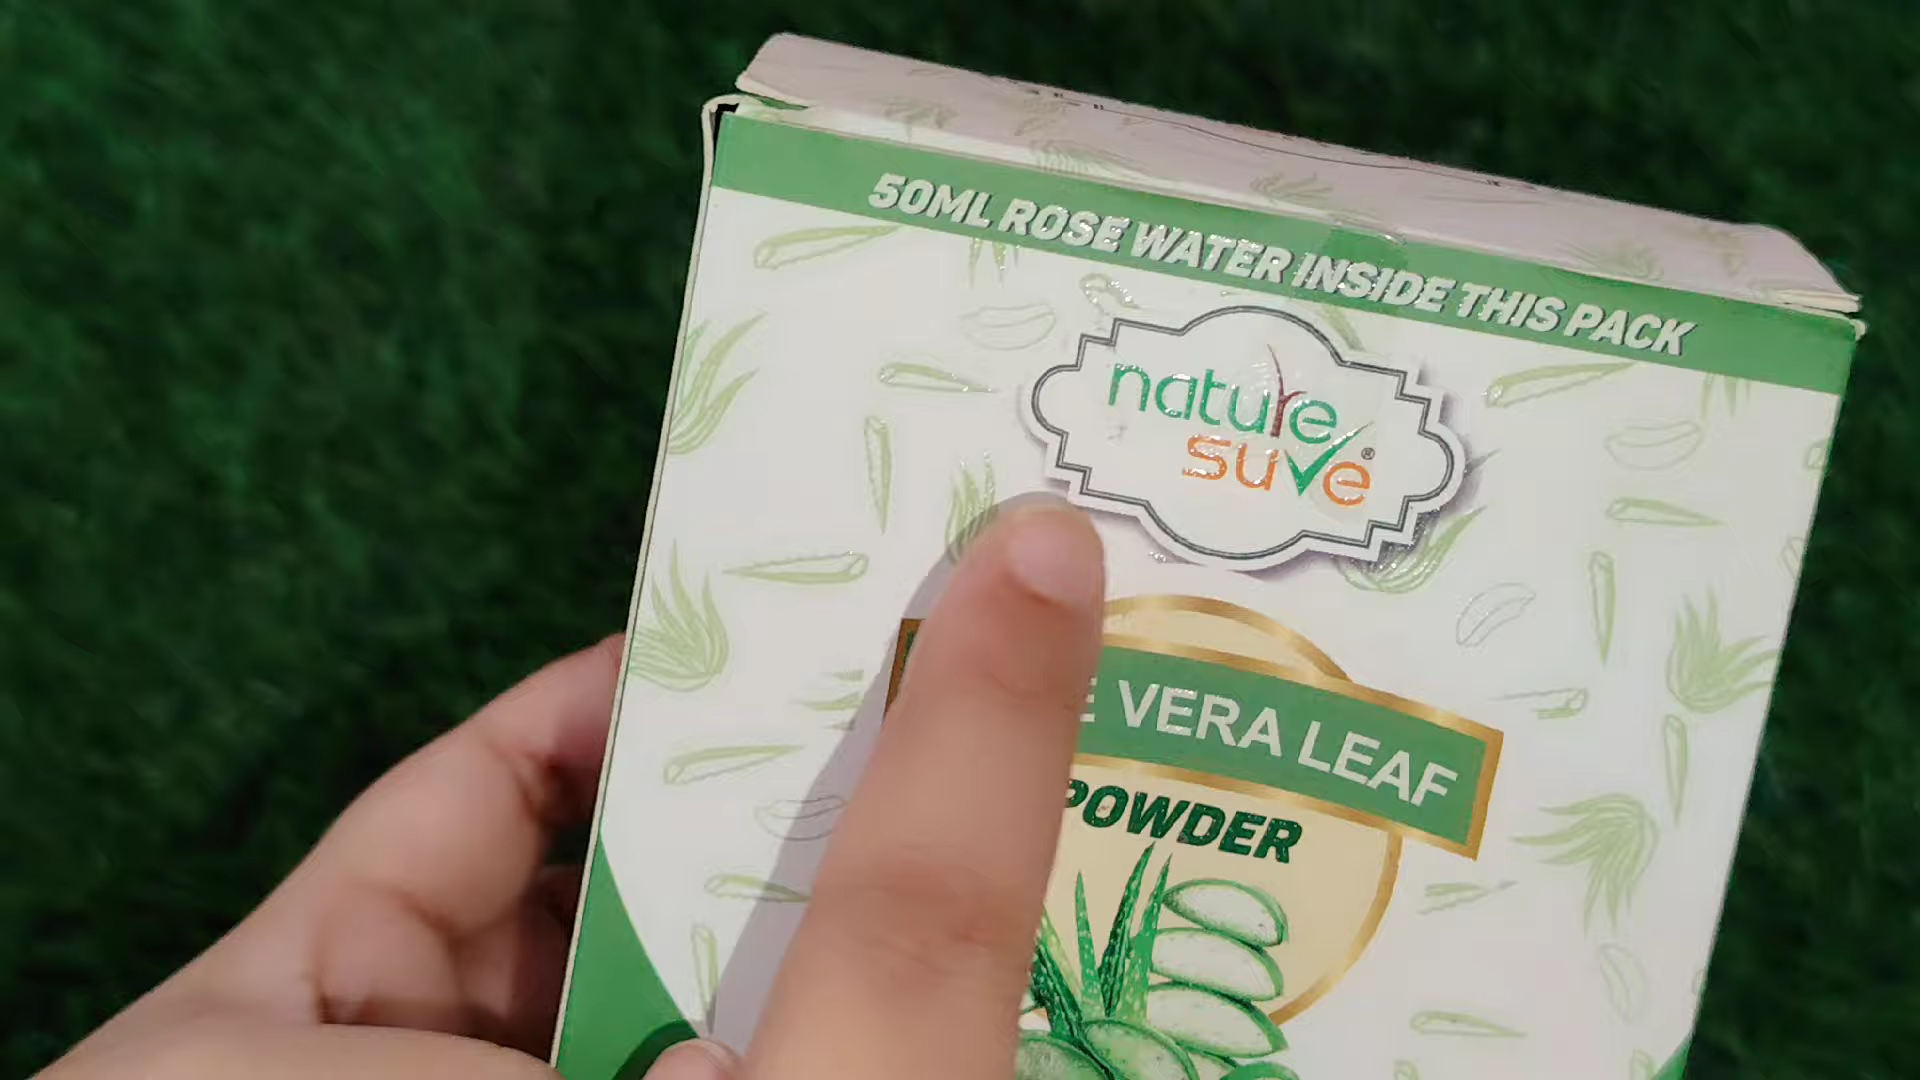 50ML ROSE WATER INSIDE THIS PACK
nature
suve®
VERA LEAF
POWDER